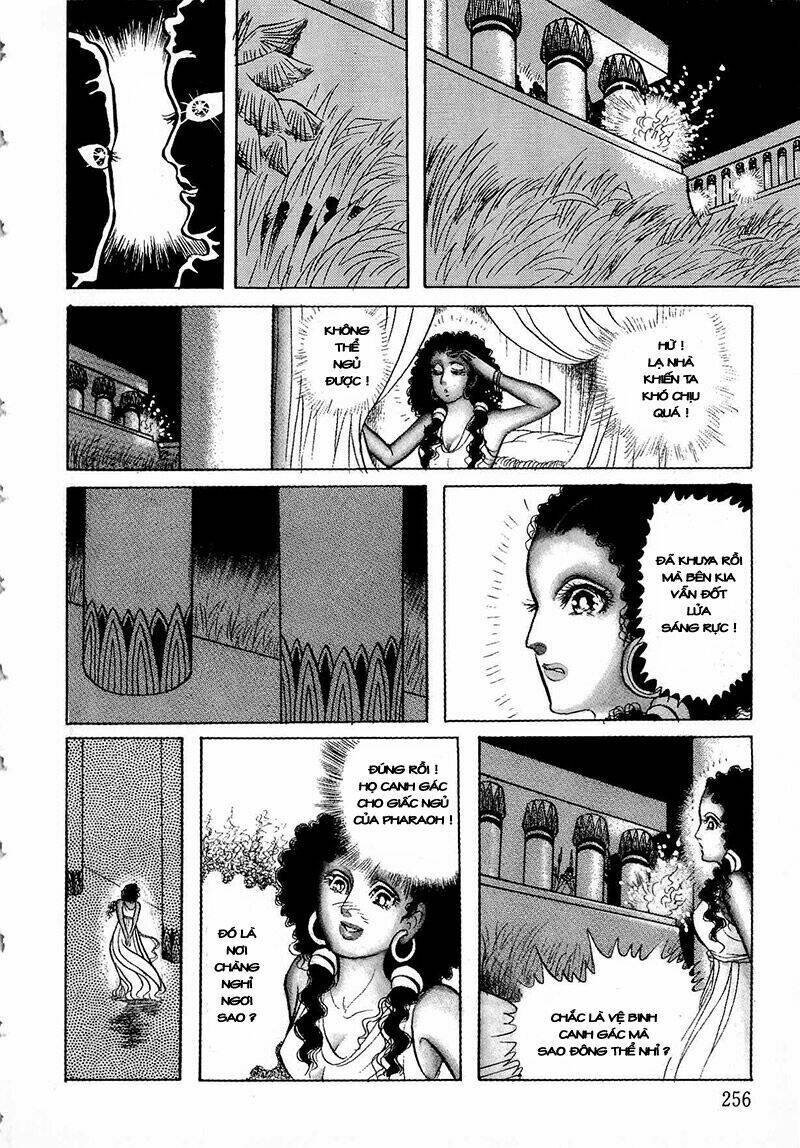 HỪ !
LẠ NHÀ
KHIẾN TA
KHÓ CHỊU
QUÁ !
KHÔNG
THỂ
NGỦ
ĐƯỢC !
ĐÃ KHUYA RỒI
MÀ BÊN KIA
VẪN ĐỐT
LỬA
SÁNG RỰC !
CHẮC LÀ VỆ BINH
CANH GÁC MÀ
SAO ĐÔNG THẾ NHỈ ?
ĐÚNG RỒI !
HỌ CANH GÁC
CHO GIẤC NGỦ
CỦA PHARAOH !
ĐÓ LÀ
NƠI
CHÀNG
NGHỈ
NGƠI
SAO ?
256